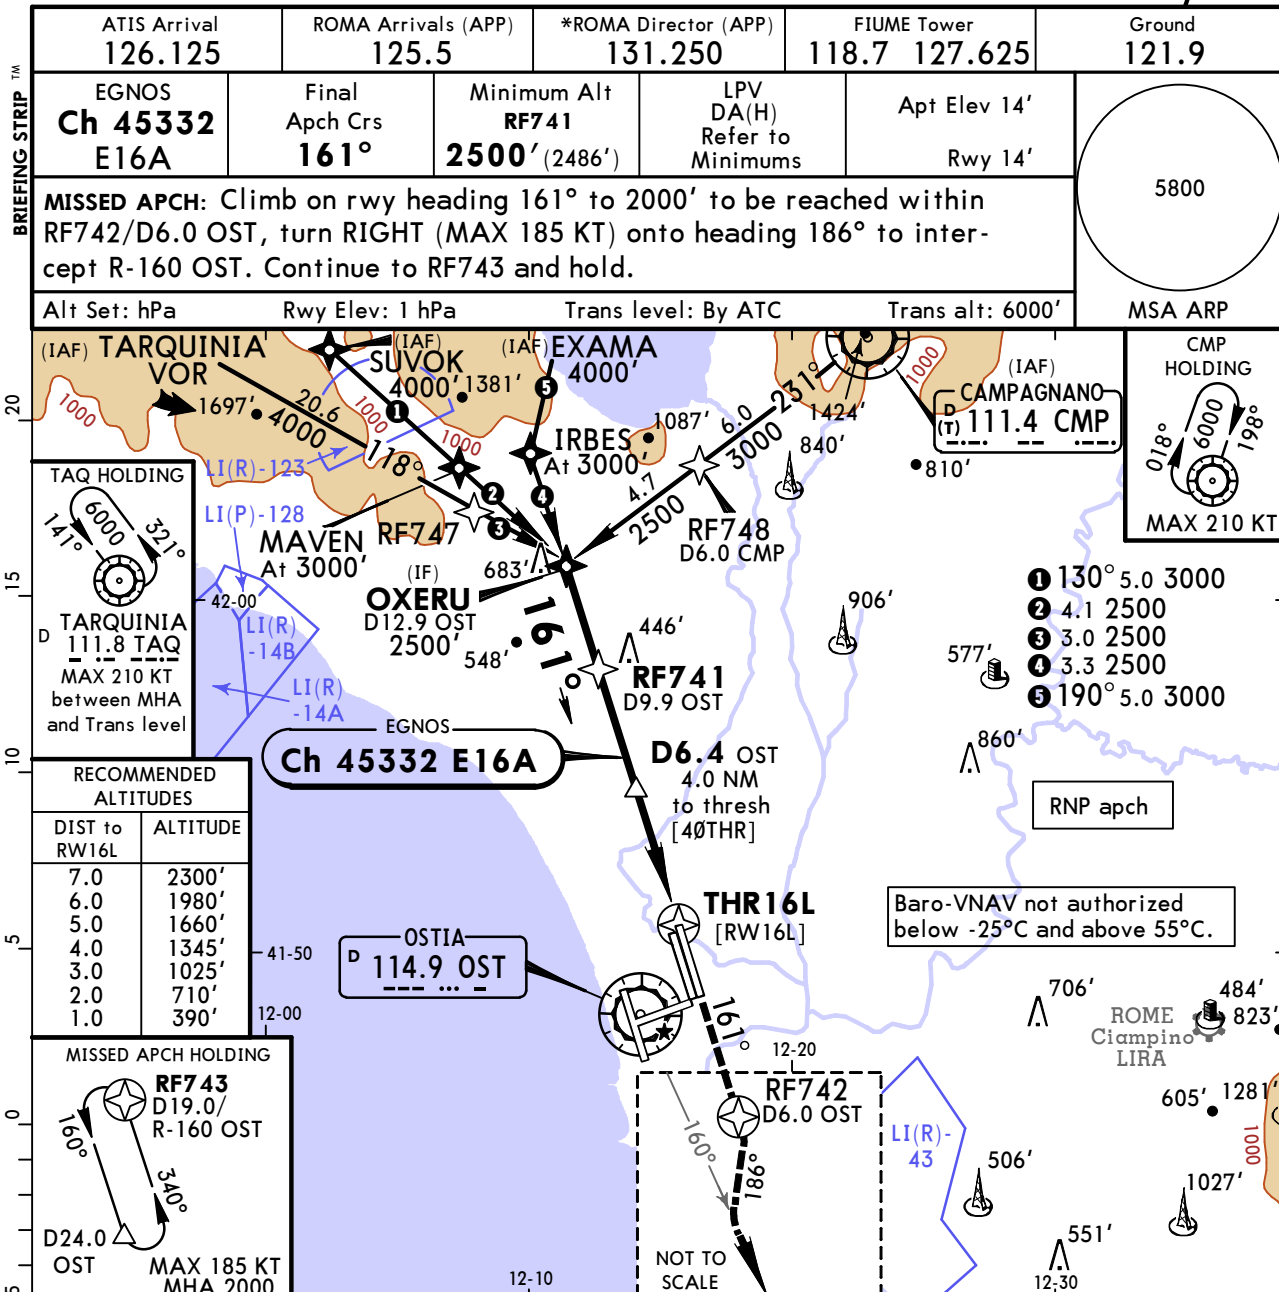 ATIS Arrival
126.125
ROMA Arrivals (APP)
125.5
*ROMA Director (APP)
131.250
FIUME Tower
118.7 127.625
Ground
121.9
BRIEFING STRIP TM
EGNOS
Ch 45332
E16A
Final
Apch Crs
161°
Minimum Alt
RF741
2500' (2486')
LPV
DA(H)
Refer to
Minimums
Apt Elev 14'
Rwy 14'
5800
MSA ARP
MISSED APCH: Climb on rwy heading 161° to 2000' to be reached within
RF742/D6.0 OST, turn RIGHT (MAX 185 KT) onto heading 186° to inter-
cept R-160 OST. Continue to RF743 and hold.
Alt Set: hPa
Rwy Elev: 1 hPa
Trans level: By ATC
Trans alt: 6000'
(IAF) TARQUINIA
VOR
(IAF)
SUVOK
4000'
(IAF) EXAMA
4000'
1000
1697'
20.6
4000
118°
1
1000
1381'
1000
5
IRBES
At 3000'
1087'
4
231°
6.0
3000
4.7
2500
1424'
1000
840'
(IAF)
CAMPAGNANO
D
(T) 111.4 CMP
810'
CMP
HOLDING
018°
6000
198°
MAX 210 KT
20
15
10
5
0
5
TAQ HOLDING
141°
6000
321°
TARQUINIA
D
111.8 TAQ
MAX 210 KT
between MHA
and Trans level
LI(R)-123
LI(P)-128
42-00
LI(R)
-14B
LI(R)
-14A
MAVEN
At 3000'
RF747
2
3
683'
(IF)
OXERU
D12.9 OST
2500'
548'
161°
446'
RF748
D6.0 CMP
906'
577'
860'
1 130° 5.0 3000
2 4.1 2500
3 3.0 2500
4 3.3 2500
5 190° 5.0 3000
RF741
D9.9 OST
EGNOS
Ch 45332 E16A
D6.4 OST
4.0 NM
to thresh
[4ØTHR]
RNP apch
RECOMMENDED
ALTITUDES
DIST to
RW16L
ALTITUDE
7.0 2300'
6.0 1980'
5.0 1660'
4.0 1345'
3.0 1025'
2.0 710'
1.0 390'
THR16L
[RW16L]
Baro-VNAV not authorized
below -25°C and above 55°C.
41-50
OSTIA
D 114.9 OST
12-00
161°
12-20
706'
ROME
Ciampino
LIRA
484'
823'
MISSED APCH HOLDING
RF743
D19.0/
R-160 OST
160°
340°
D24.0
OST
MAX 185 KT
MHA 2000
RF742
D6.0 OST
160°
186°
NOT TO
SCALE
LI(R)-
43
605'
1281'
1000
506'
1027'
551'
12-10
12-30